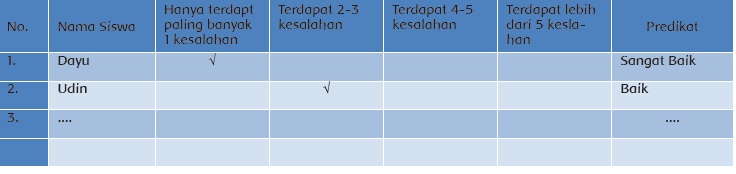 No. Nama Siswa Hanya terdapt paling banyak 1 kesalahan Terdapat 2-3 kesalahan Terdapat 4-5 kesalahan Terdapat lebih dari 5 kesla-han Predikat
1. Dayu √ Sangat Baik
2. Udin √ Baik
3. .... ....